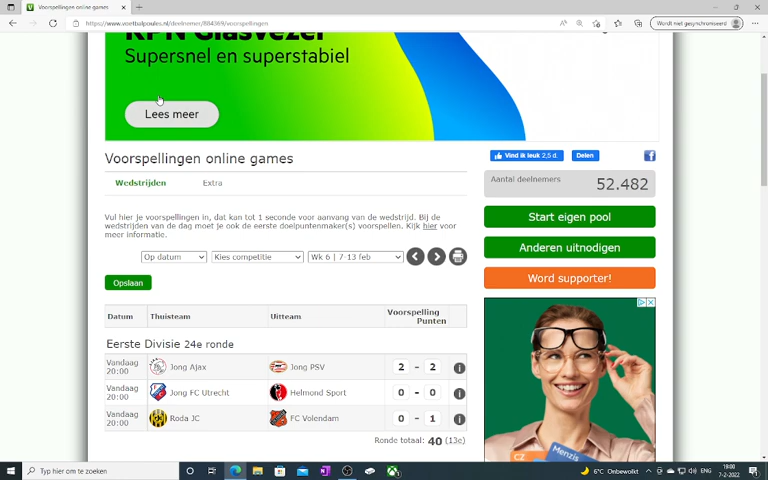 Voorspellingen online games
https://www.voetbalpoules.nl/deelnemer/884369/voorspellingen
Wordt niet gesynchroniseerd
KPN Glasvezel
Supersnel en superstabiel
Lees meer
Voorspellingen online games
Vind ik leuk 2,5 d.
Delen
Wedstrijden
Extra
Aantal deelnemers
52.482
Vul hier je voorspellingen in, dat kan tot 1 seconde voor aanvang van de wedstrijd. Bij de
wedstrijden van de dag moet je ook de eerste doelpuntenmaker(s) voorspellen. Kijk hier voor
meer informatie.
Start eigen pool
Anderen uitnodigen
Word supporter!
Op datum
Kies competitie
Wk 6 | 7-13 feb
Opslaan
Datum Thuisteam Uitteam Voorspelling
Punten
Eerste Divisie 24e ronde
Vandaag
20:00
Jong Ajax Jong PSV 2 - 2
Vandaag
20:00
Jong FC Utrecht Helmond Sport 0 - 0
Vandaag
20:00
Roda JC FC Volendam 0 - 1
Ronde totaal: 40 (13e)
CZ
Menzis
Typ hier om te zoeken
6°C Onbewolkt
ENG
19:00
7-2-2022